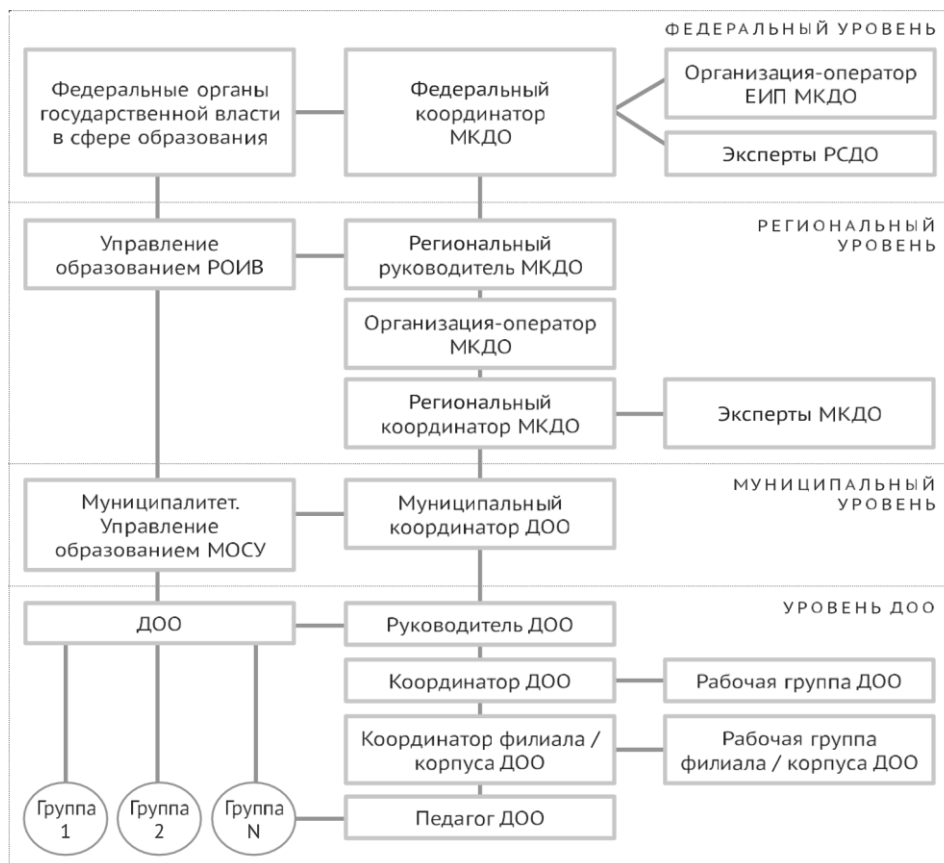 ФЕДЕРАЛЬНЫЙ УРОВЕНЬ
Федеральные органы
государственной власти
в сфере образования
Федеральный
координатор
МКДО
Организация-оператор
ЕИП МКДО
Эксперты РСДО
РЕГИОНАЛЬНЫЙ
УРОВЕНЬ
Управление
образованием РОИВ
Региональный
руководитель МКДО
Организация-оператор
МКДО
Региональный
координатор МКДО
Эксперты МКДО
МУНИЦИПАЛЬНЫЙ
УРОВЕНЬ
Муниципалитет.
Управление
образованием МОСУ
Муниципальный
координатор ДОО
УРОВЕНЬ ДОО
ДОО
Руководитель ДОО
Координатор ДОО
Рабочая группа ДОО
Координатор филиала /
корпуса ДОО
Рабочая группа
филиала / корпуса ДОО
Группа
1
Группа
2
Группа
N
Педагог ДОО